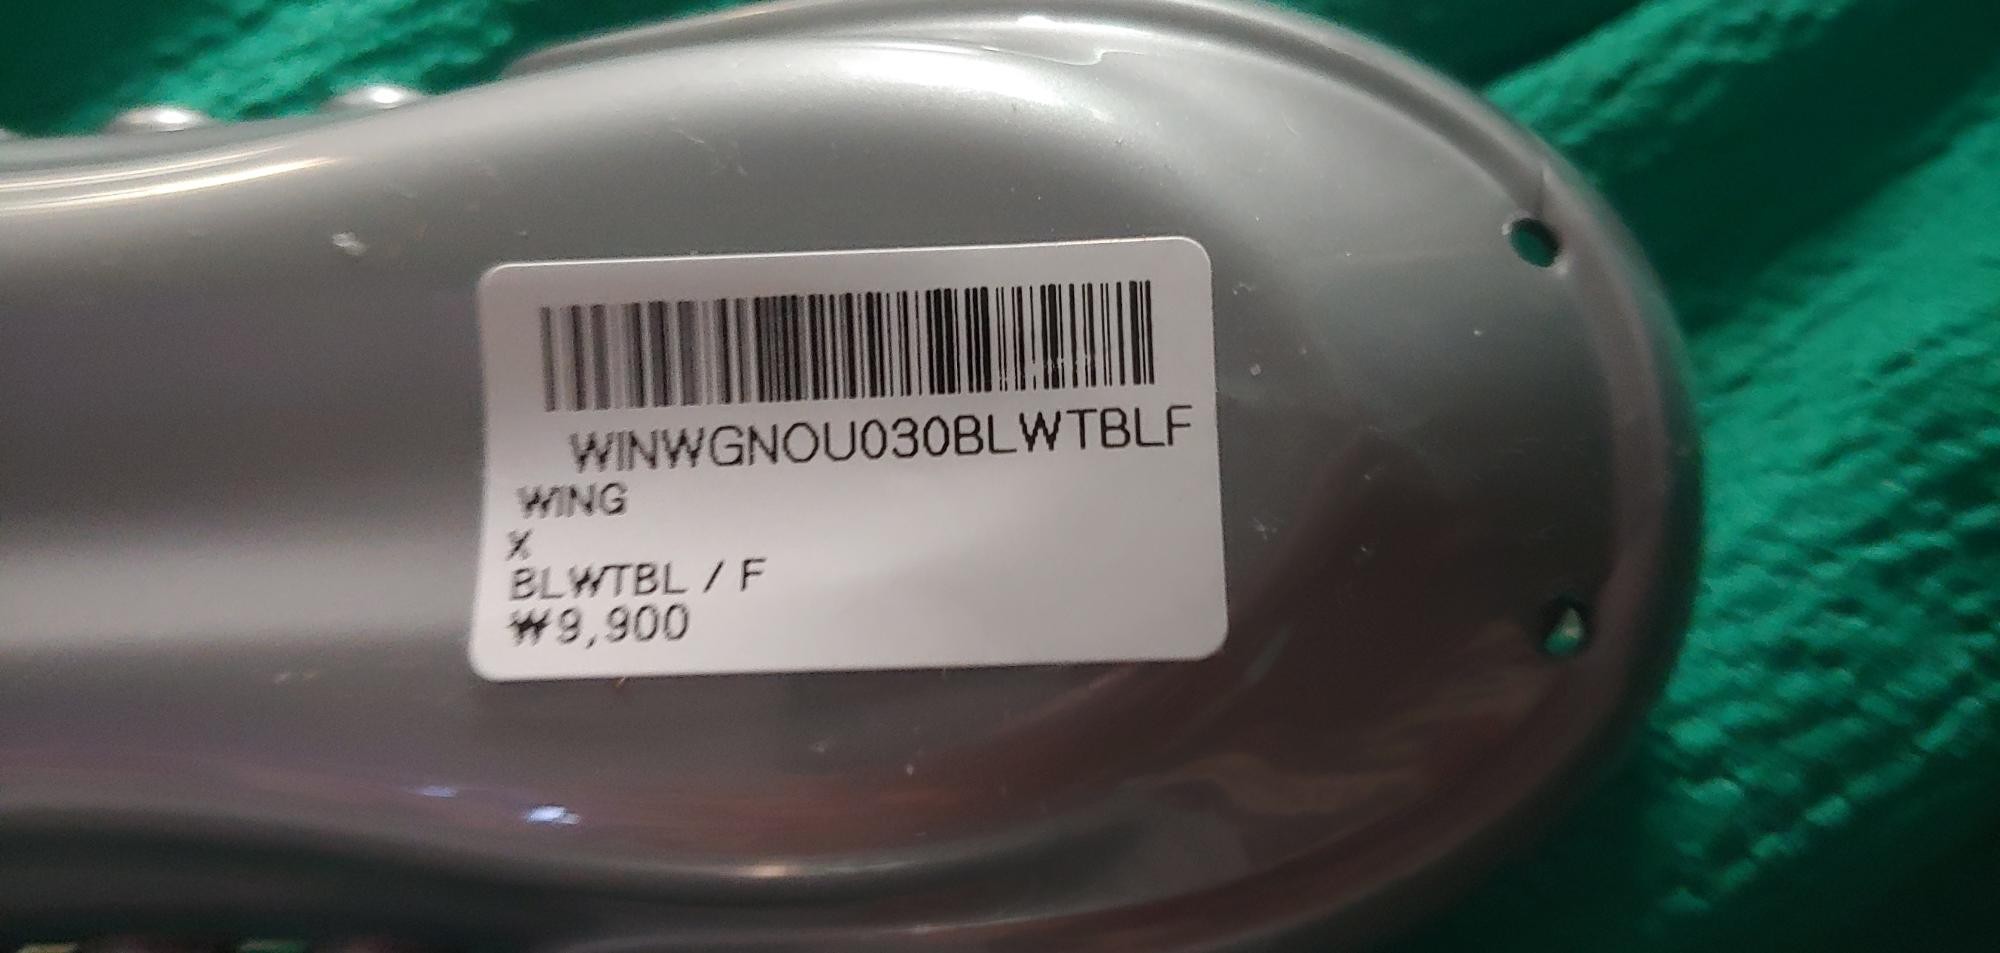 WINWGNOU030BLWTBLF
WING
X
BLWTBL / F
₩9,900